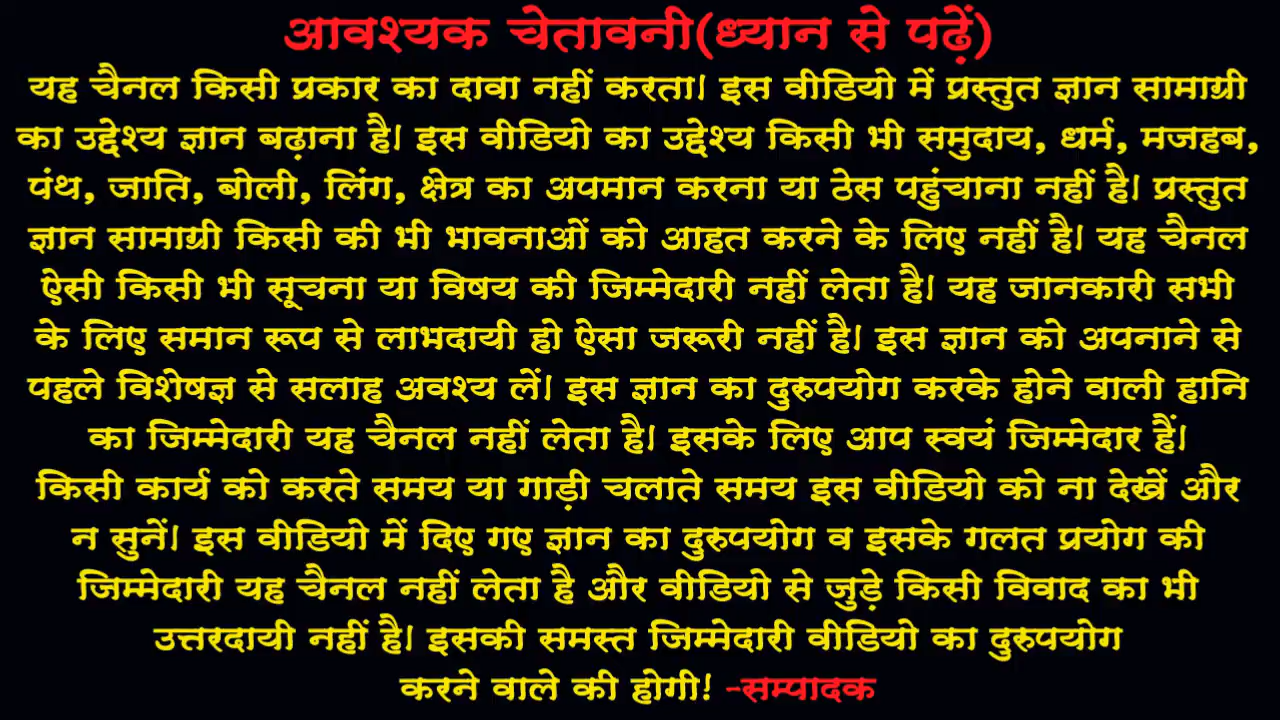 आवश्यक चेतावनी(ध्यान से पढ़ें)
यह चैनल किसी प्रकार का दावा नहीं करता। इस वीडियो में प्रस्तुत ज्ञान सामाग्री
का उद्देश्य ज्ञान बढ़ाना है। इस वीडियो का उद्देश्य किसी भी समुदाय, धर्म, मजहब,
पंथ, जाति, बोली, लिंग, क्षेत्र का अपमान करना या ठेस पहुंचाना नहीं है। प्रस्तुत
ज्ञान सामाग्री किसी की भी भावनाओं को आहत करने के लिए नहीं है। यह चैनल
ऐसी किसी भी सूचना या विषय की जिम्मेदारी नहीं लेता है। यह जानकारी सभी
के लिए समान रूप से लाभदायी हो ऐसा जरूरी नहीं है। इस ज्ञान को अपनाने से
पहले विशेषज्ञ से सलाह अवश्य लें। इस ज्ञान का दुरुपयोग करके होने वाली हानि
का जिम्मेदारी यह चैनल नहीं लेता है। इसके लिए आप स्वयं जिम्मेदार हैं।
किसी कार्य को करते समय या गाड़ी चलाते समय इस वीडियो को ना देखें और
न सुनें। इस वीडियो में दिए गए ज्ञान का दुरुपयोग व इसके गलत प्रयोग की
जिम्मेदारी यह चैनल नहीं लेता है और वीडियो से जुड़े किसी विवाद का भी
उत्तरदायी नहीं है। इसकी समस्त जिम्मेदारी वीडियो का दुरुपयोग
करने वाले की होगी! -सम्पादक